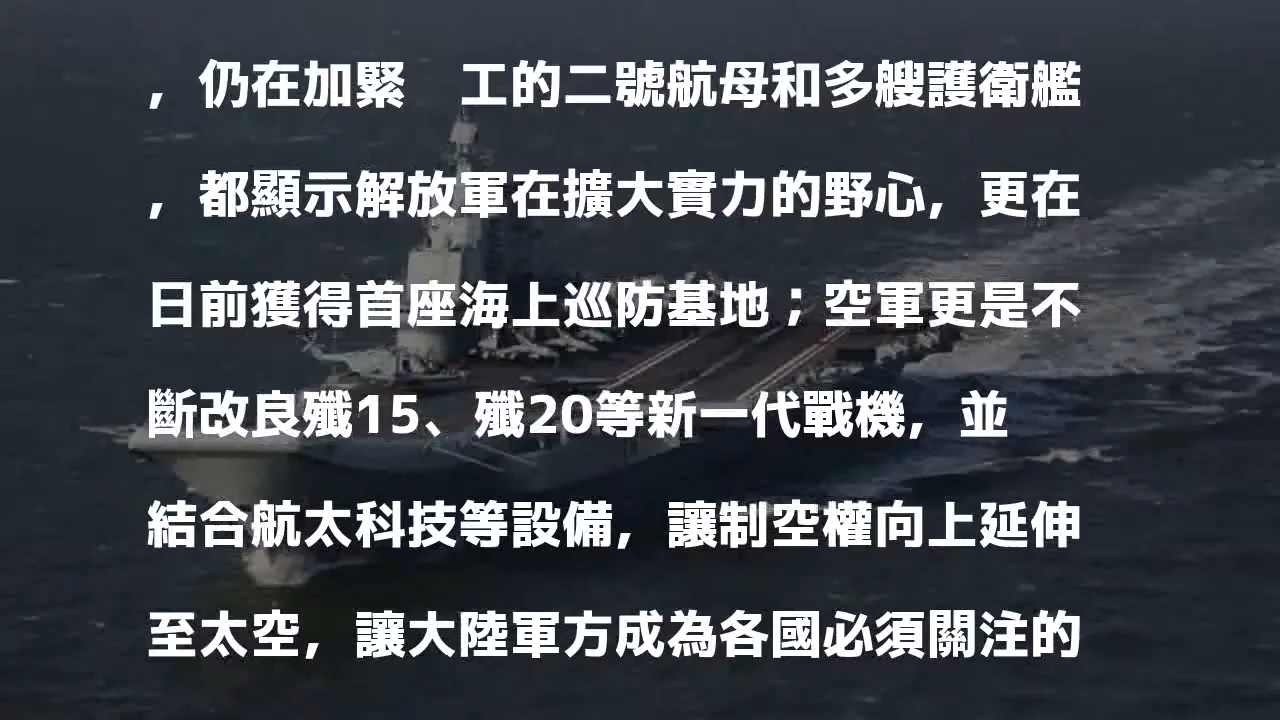 ，仍在加緊　工的二號航母和多艘護衛艦
，都顯示解放軍在擴大實力的野心，更在
日前獲得首座海上巡防基地；空軍更是不
斷改良殲15、殲20等新一代戰機，並
結合航太科技等設備，讓制空權向上延伸
至太空，讓大陸軍方成為各國必須關注的